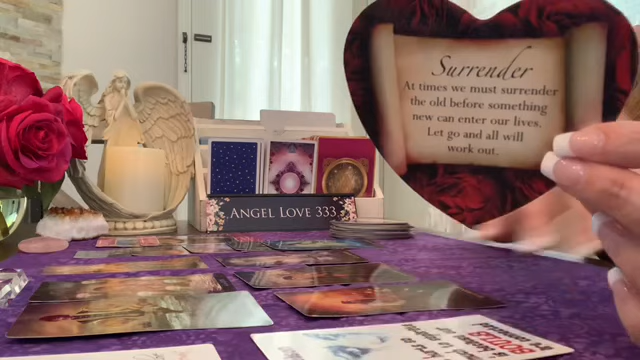 Surrender
At times we must surrender
the old before something
new can enter our lives.
Let go and all will
work out.
ANGEL LOVE 333